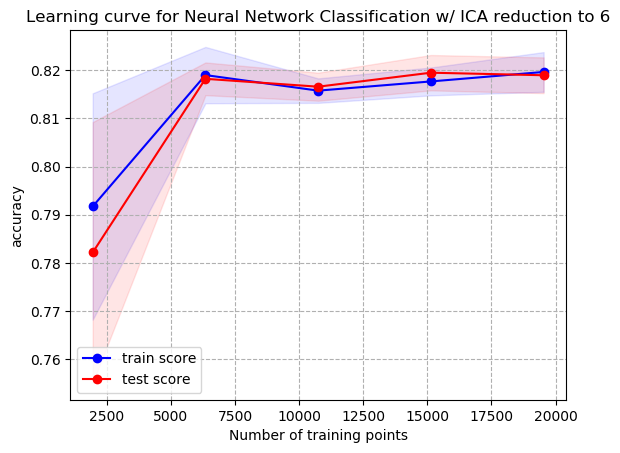 Learning curve for Neural Network Classification w/ ICA reduction to 6
accuracy
0.82
0.81
0.80
0.79
0.78
0.77
0.76
train score
test score
2500 5000 7500 10000 12500 15000 17500 20000
Number of training points